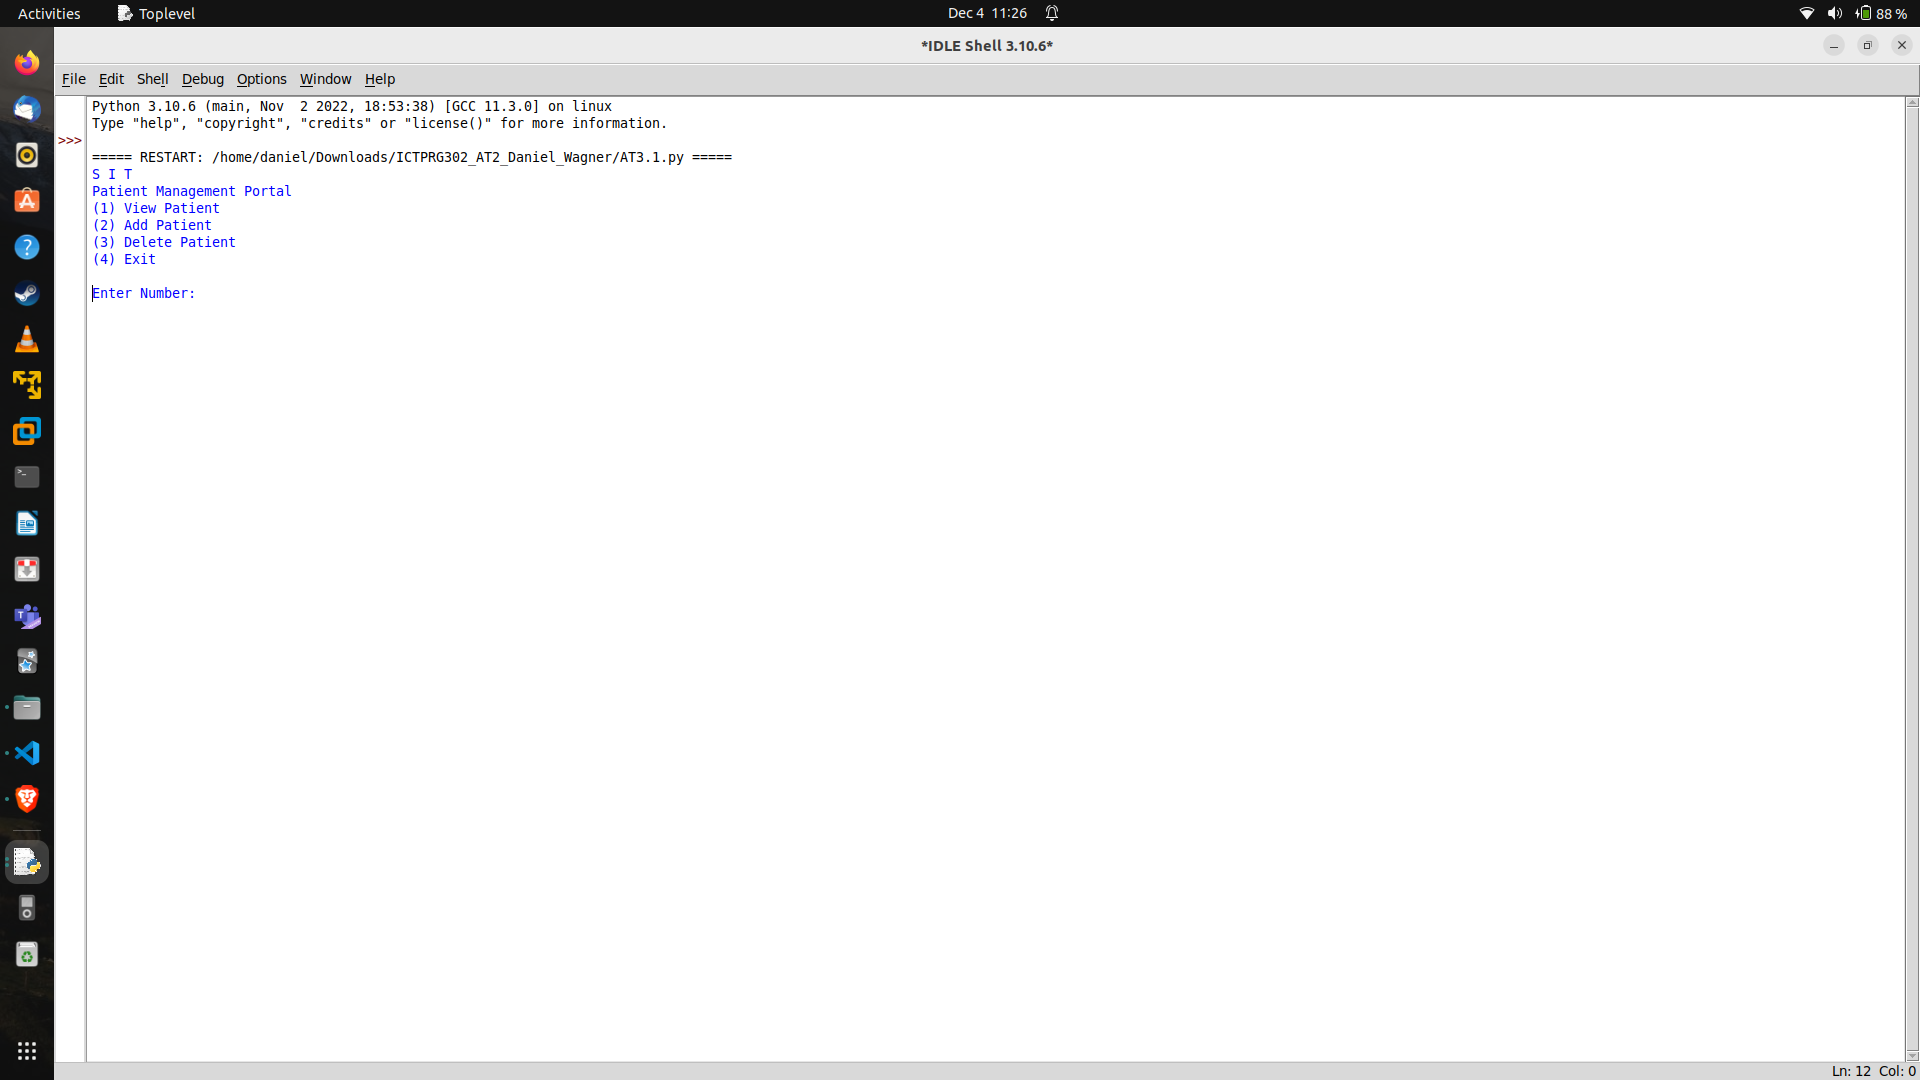 Activities Toplevel Dec 4 11:26 88 %
*IDLE Shell 3.10.6*
File Edit Shell Debug Options Window Help
Python 3.10.6 (main, Nov  2 2022, 18:53:38) [GCC 11.3.0] on linux
Type "help", "copyright", "credits" or "license()" for more information.
>>>
===== RESTART: /home/daniel/Downloads/ICTPRG302_AT2_Daniel_Wagner/AT3.1.py =====
S I T
Patient Management Portal
(1) View Patient
(2) Add Patient
(3) Delete Patient
(4) Exit
Enter Number:
Ln: 12 Col: 0